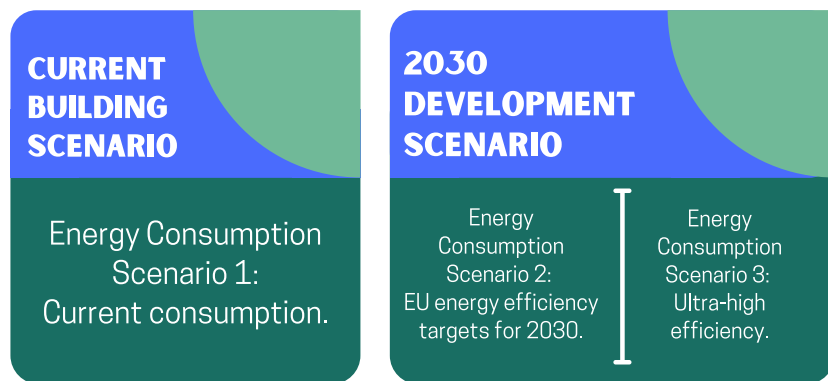 CURRENT
BUILDING
SCENARIO
Energy Consumption
Scenario 1:
Current consumption.
2030
DEVELOPMENT
SCENARIO
Energy
Consumption
Scenario 2:
EU energy efficiency
targets for 2030.
Energy
Consumption
Scenario 3:
Ultra-high
efficiency.